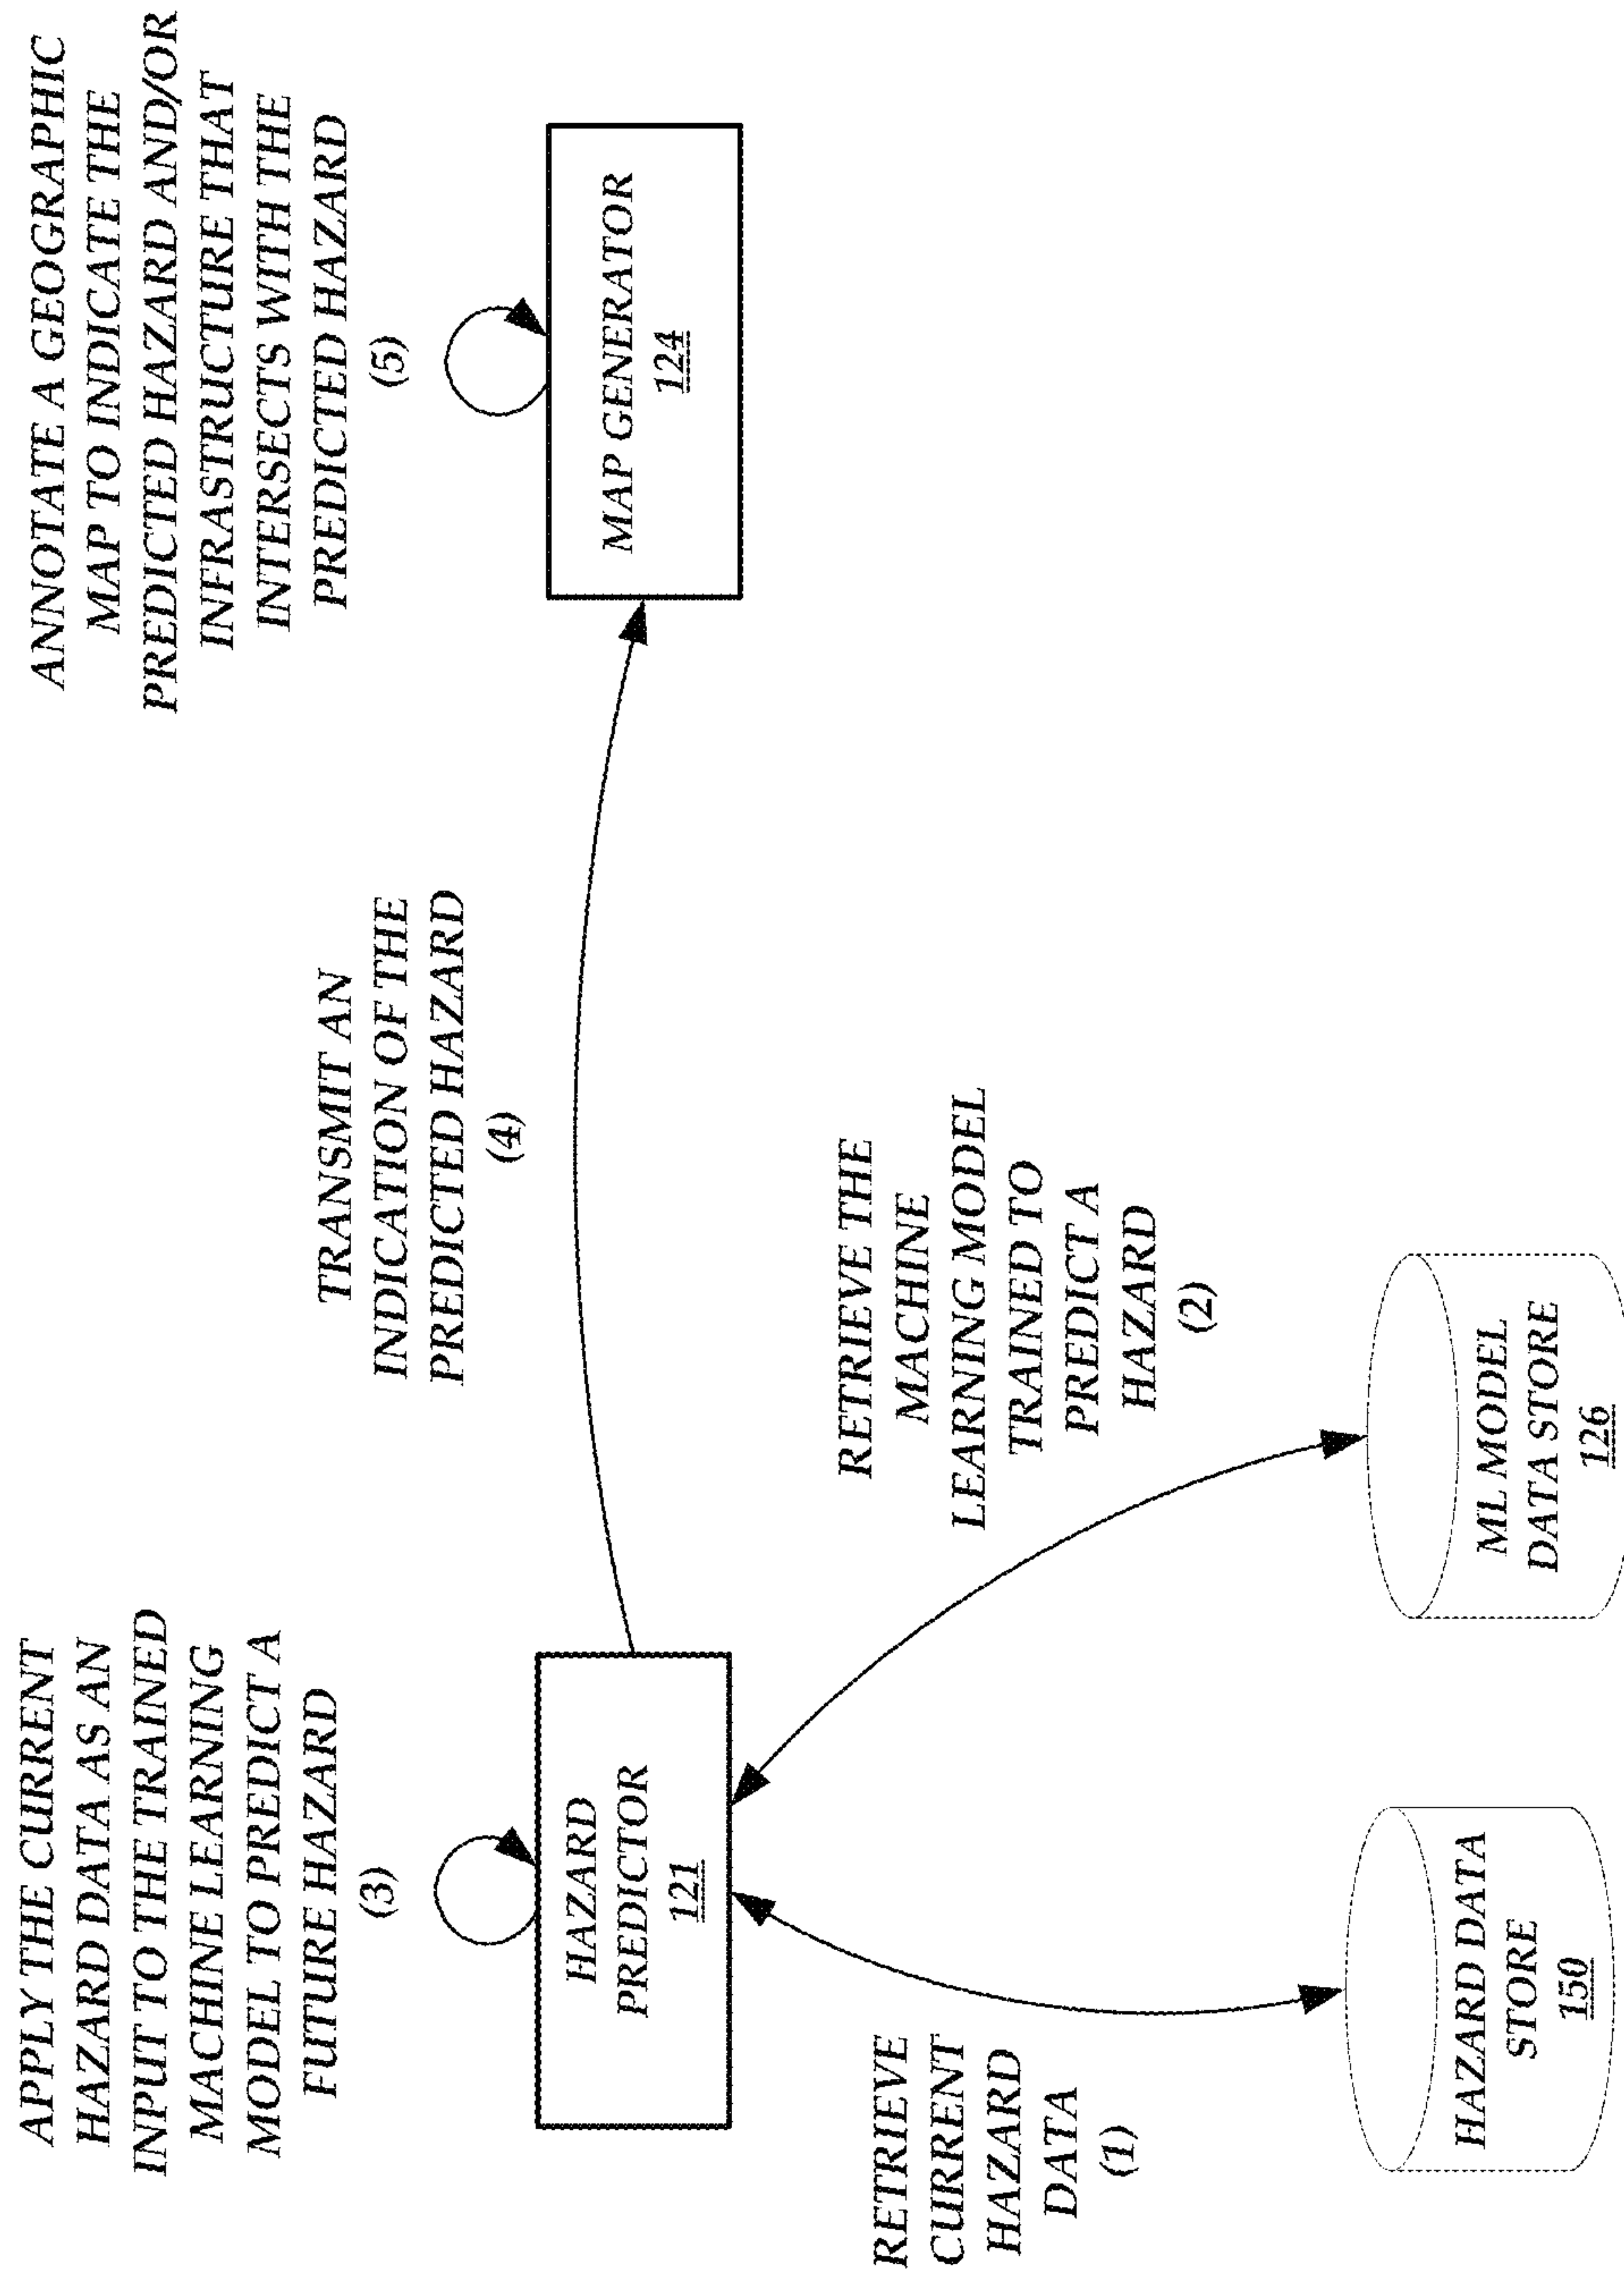 APPLY THE CURRENT
HAZARD DATA AS AN
INPUT TO THE TRAINED
MACHINE LEARNING
MODEL TO PREDICT A
FUTURE HAZARD
(3)
TRANSMIT AN
INDICATION OF THE
PREDICTED HAZARD
(4)
ANNOTATE A GEOGRAPHIC
MAP TO INDICATE THE
PREDICTED HAZARD AND/OR
INFRASTRUCTURE THAT
INTERSECTS WITH THE
PREDICTED HAZARD
(5)
HAZARD
PREDICTOR
121
MAP GENERATOR
124
RETRIEVE
CURRENT
HAZARD
DATA
(1)
RETRIEVE THE
MACHINE
LEARNING MODEL
TRAINED TO
PREDICT A
HAZARD
(2)
HAZARD DATA
STORE
150
ML MODEL
DATA STORE
126